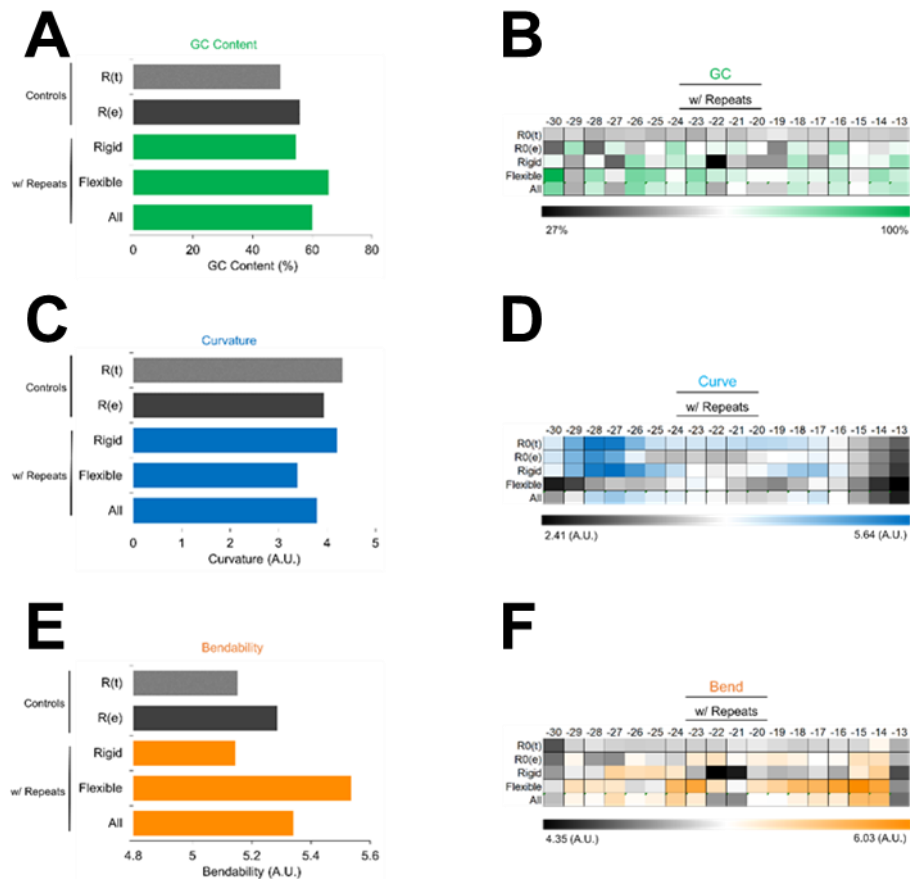 A
GC Content
Controls
R(t)
R(e)
w/ Repeats
Rigid
Flexible
All
0 20 40 60 80
GC Content (%)
B
GC
w/ Repeats
-30 -29 -28 -27 -26 -25 -24 -23 -22 -21 -20 -19 -18 -17 -16 -15 -14 -13
R0(t)
R0(e)
Rigid
Flexible
All
27% 100%
C
Curvature
Controls
R(t)
R(e)
w/ Repeats
Rigid
Flexible
All
0 1 2 3 4 5
Curvature (A.U.)
D
Curve
w/ Repeats
-30 -29 -28 -27 -26 -25 -24 -23 -22 -21 -20 -19 -18 -17 -16 -15 -14 -13
R0(t)
R0(e)
Rigid
Flexible
All
2.41 (A.U.) 5.64 (A.U.)
E
Bendability
Controls
R(t)
R(e)
w/ Repeats
Rigid
Flexible
All
4.8 5 5.2 5.4 5.6
Bendability (A.U.)
F
Bend
w/ Repeats
-30 -29 -28 -27 -26 -25 -24 -23 -22 -21 -20 -19 -18 -17 -16 -15 -14 -13
R0(t)
R0(e)
Rigid
Flexible
All
4.35 (A.U.) 6.03 (A.U.)